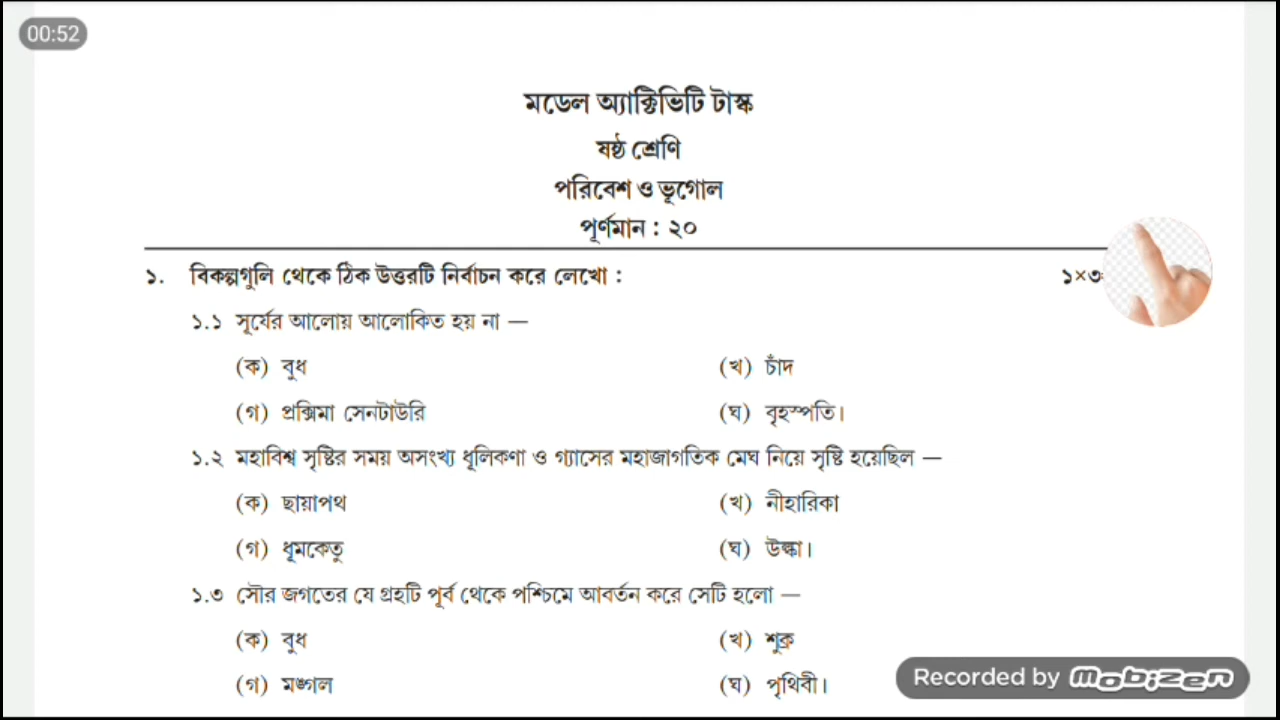 00:52
মডেল অ্যাক্টিভিটি টাস্ক
ষষ্ঠ শ্রেণি
পরিবেশ ও ভূগোল
পূর্ণমান : ২০
১. বিকল্পগুলি থেকে ঠিক উত্তরটি নির্বাচন করে লেখো : ১×৩
১.১ সূর্যের আলোয় আলোকিত হয় না —
(ক) বুধ (খ) চাঁদ
(গ) প্রক্সিমা সেনটাউরি (ঘ) বৃহস্পতি।
১.২ মহাবিশ্ব সৃষ্টির সময় অসংখ্য ধূলিকণা ও গ্যাসের মহাজাগতিক মেঘ নিয়ে সৃষ্টি হয়েছিল —
(ক) ছায়াপথ (খ) নীহারিকা
(গ) ধূমকেতু (ঘ) উল্কা।
১.৩ সৌর জগতের যে গ্রহটি পূর্ব থেকে পশ্চিমে আবর্তন করে সেটি হলো —
(ক) বুধ (খ) শুক্র
(গ) মঙ্গল (ঘ) পৃথিবী।
Recorded by mobizen